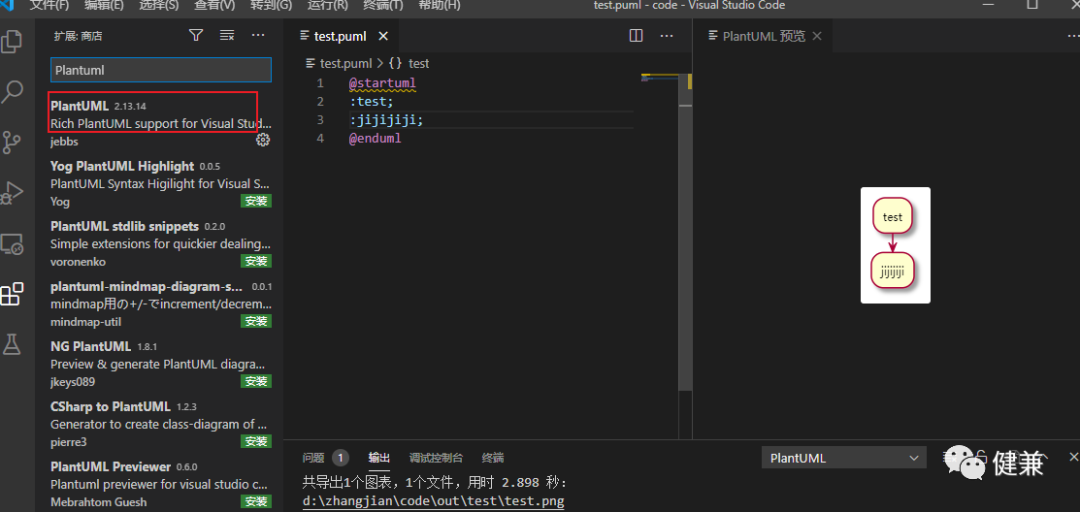 文件(F) 编辑(E) 选择(S) 查看(V) 转到(G) 运行(R) 终端(T) 帮助(H) test.puml - code - Visual Studio Code
扩展: 商店
Plantuml
PlantUML 2.13.14
Rich PlantUML support for Visual Stud...
jebbs
Yog PlantUML Highlight 0.0.5
PlantUML Syntax Higilight for Visual S...
Yog 安装
PlantUML stdlib snippets 0.2.0
Simple extensions for quickier dealing...
voronenko 安装
plantuml-mindmap-diagram-s... 0.0.1
mindmap用の+/-でincrement/decrem...
mindmap-util 安装
NG PlantUML 1.8.1
Preview & generate PlantUML diagra...
jkeys089 安装
CSharp to PlantUML 1.2.3
Generator to create class-diagram of ...
pierre3 安装
PlantUML Previewer 0.6.0
Plantuml previewer for visual studio c...
Mebrahtom Guesh 安装
test.puml
test.puml > {} test
1 @startuml
2 :test;
3 :jijijiji;
4 @enduml
PlantUML 预览
test
jijijiji
问题 1 输出 调试控制台 终端 PlantUML
共导出1个图表，1个文件，用时 2.898 秒:
d:\zhangjian\code\out\test\test.png
健兼